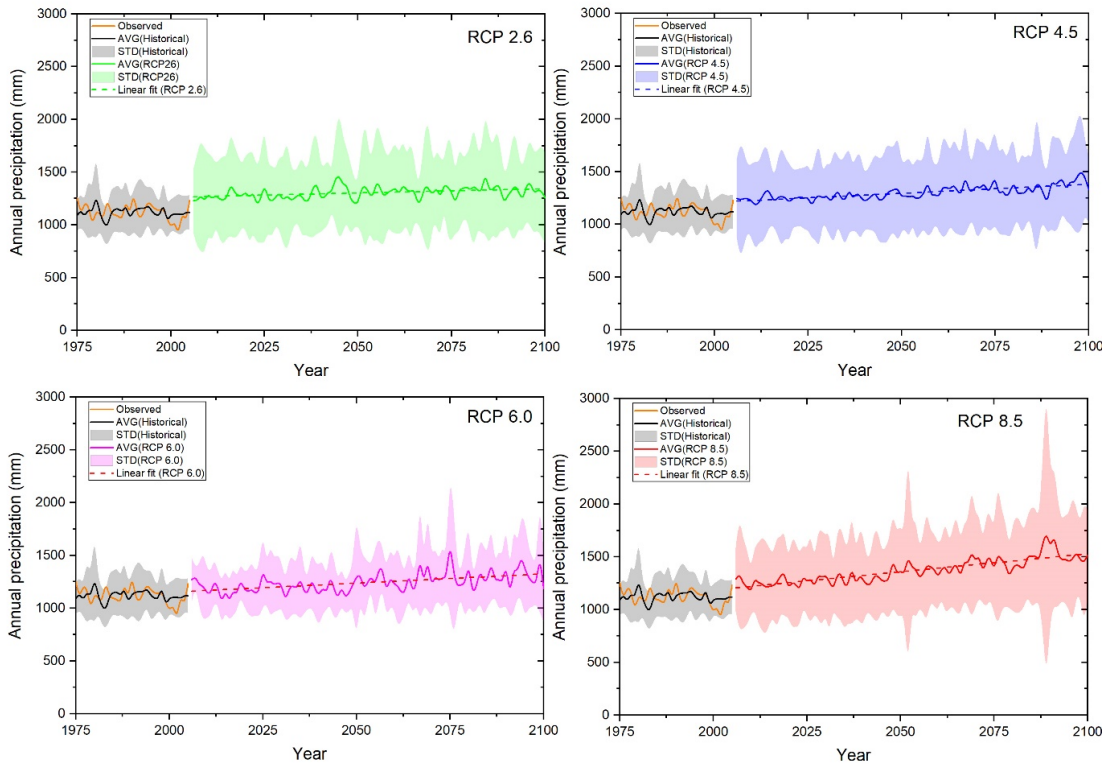 RCP 2.6
Observed
AVG(Historical)
STD(Historical)
AVG(RCP26)
STD(RCP26)
Linear fit (RCP 2.6)
Annual precipitation (mm)
3000
2500
2000
1500
1000
500
0
1975 2000 2025 2050 2075 2100
Year
RCP 4.5
Observed
AVG(Historical)
STD(Historical)
AVG(RCP 4.5)
STD(RCP 4.5)
Linear fit (RCP 4.5)
Annual precipitation (mm)
3000
2500
2000
1500
1000
500
0
1975 2000 2025 2050 2075 2100
Year
RCP 6.0
Observed
AVG(Historical)
STD(Historical)
AVG(RCP 6.0)
STD(RCP 6.0)
Linear fit (RCP 6.0)
Annual precipitation (mm)
3000
2500
2000
1500
1000
500
0
1975 2000 2025 2050 2075 2100
Year
RCP 8.5
Observed
AVG(Historical)
STD(Historical)
AVG(RCP 8.5)
STD(RCP 8.5)
Linear fit (RCP 8.5)
Annual precipitation (mm)
3000
2500
2000
1500
1000
500
0
1975 2000 2025 2050 2075 2100
Year